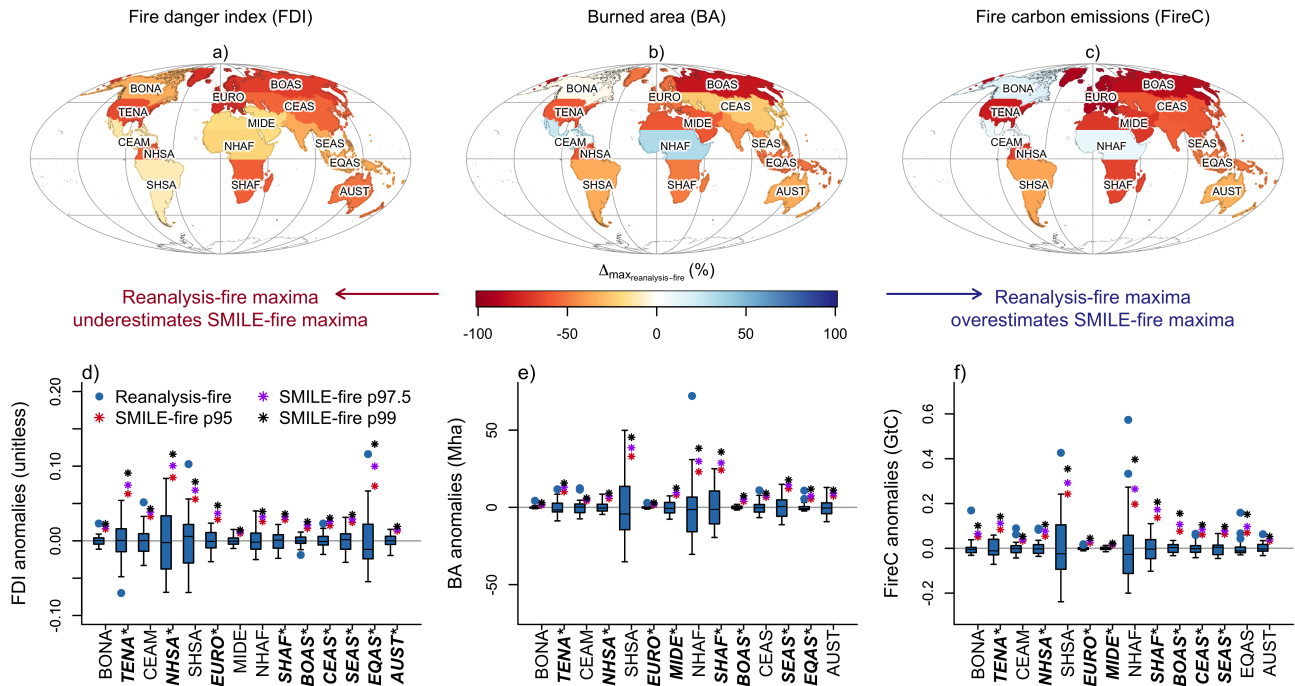 Fire danger index (FDI)
Burned area (BA)
Fire carbon emissions (FireC)
a)
BONA
TENA
CEAM
NHSA
SHSA
EURO
MIDE
NHAF
SHAF
BOAS
CEAS
SEAS
EQAS
AUST
b)
BONA
TENA
CEAM
NHSA
SHSA
EURO
MIDE
NHAF
SHAF
BOAS
CEAS
SEAS
EQAS
AUST
c)
BONA
TENA
CEAM
NHSA
SHSA
EURO
MIDE
NHAF
SHAF
BOAS
CEAS
SEAS
EQAS
AUST
Δmax reanalysis−fire (%)
-100 -50 0 50 100
Reanalysis-fire maxima
underestimates SMILE-fire maxima
Reanalysis-fire maxima
overestimates SMILE-fire maxima
d)
Reanalysis-fire
SMILE-fire p95
SMILE-fire p97.5
SMILE-fire p99
FDI anomalies (unitless)
0.20
0.10
0.00
-0.10
BONA
TENA*
CEAM
NHSA*
SHSA
EURO*
MIDE
NHAF
SHAF*
BOAS*
CEAS*
SEAS*
EQAS*
AUST*
e)
BA anomalies (Mha)
50
0
-50
BONA
TENA*
CEAM
NHSA*
SHSA
EURO*
MIDE*
NHAF
SHAF*
BOAS*
CEAS
SEAS*
EQAS*
AUST
f)
FireC anomalies (GtC)
0.6
0.4
0.2
0.0
-0.2
BONA
TENA*
CEAM
NHSA*
SHSA
EURO*
MIDE*
NHAF
SHAF*
BOAS*
CEAS*
SEAS*
EQAS
AUST